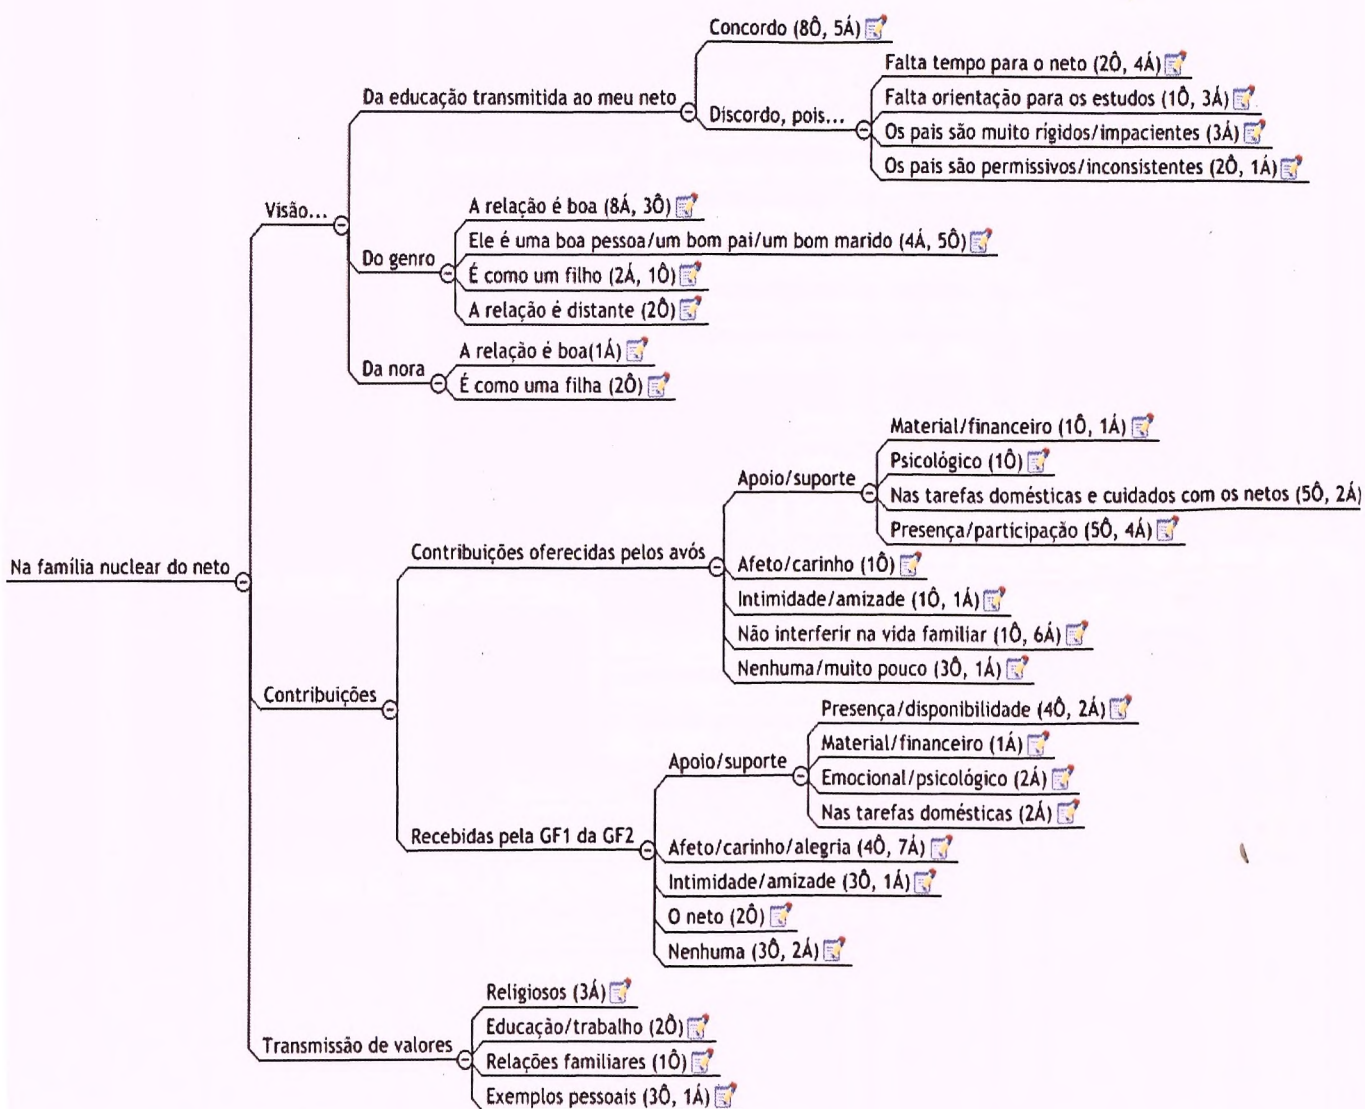 Na família nuclear do neto
Visão...
Da educação transmitida ao meu neto
Concordo (8Ô, 5Á)
Discordo, pois...
Falta tempo para o neto (2Ô, 4Á)
Falta orientação para os estudos (1Ô, 3Á)
Os pais são muito rígidos/impacientes (3Á)
Os pais são permissivos/inconsistentes (2Ô, 1Á)
Do genro
A relação é boa (8Á, 3Ô)
Ele é uma boa pessoa/um bom pai/um bom marido (4Á, 5Ô)
É como um filho (2Á, 1Ô)
A relação é distante (2Ô)
Da nora
A relação é boa(1Á)
É como uma filha (2Ô)
Contribuições
Contribuições oferecidas pelos avós
Apoio/suporte
Material/financeiro (1Ô, 1Á)
Psicológico (1Ô)
Nas tarefas domésticas e cuidados com os netos (5Ô, 2Á)
Presença/participação (5Ô, 4Á)
Afeto/carinho (1Ô)
Intimidade/amizade (1Ô, 1Á)
Não interferir na vida familiar (1Ô, 6Á)
Nenhuma/muito pouco (3Ô, 1Á)
Recebidas pela GF1 da GF2
Apoio/suporte
Presença/disponibilidade (4Ô, 2Á)
Material/financeiro (1Á)
Emocional/psicológico (2Á)
Nas tarefas domésticas (2Á)
Afeto/carinho/alegria (4Ô, 7Á)
Intimidade/amizade (3Ô, 1Á)
O neto (2Ô)
Nenhuma (3Ô, 2Á)
Transmissão de valores
Religiosos (3Á)
Educação/trabalho (2Ô)
Relações familiares (1Ô)
Exemplos pessoais (3Ô, 1Á)